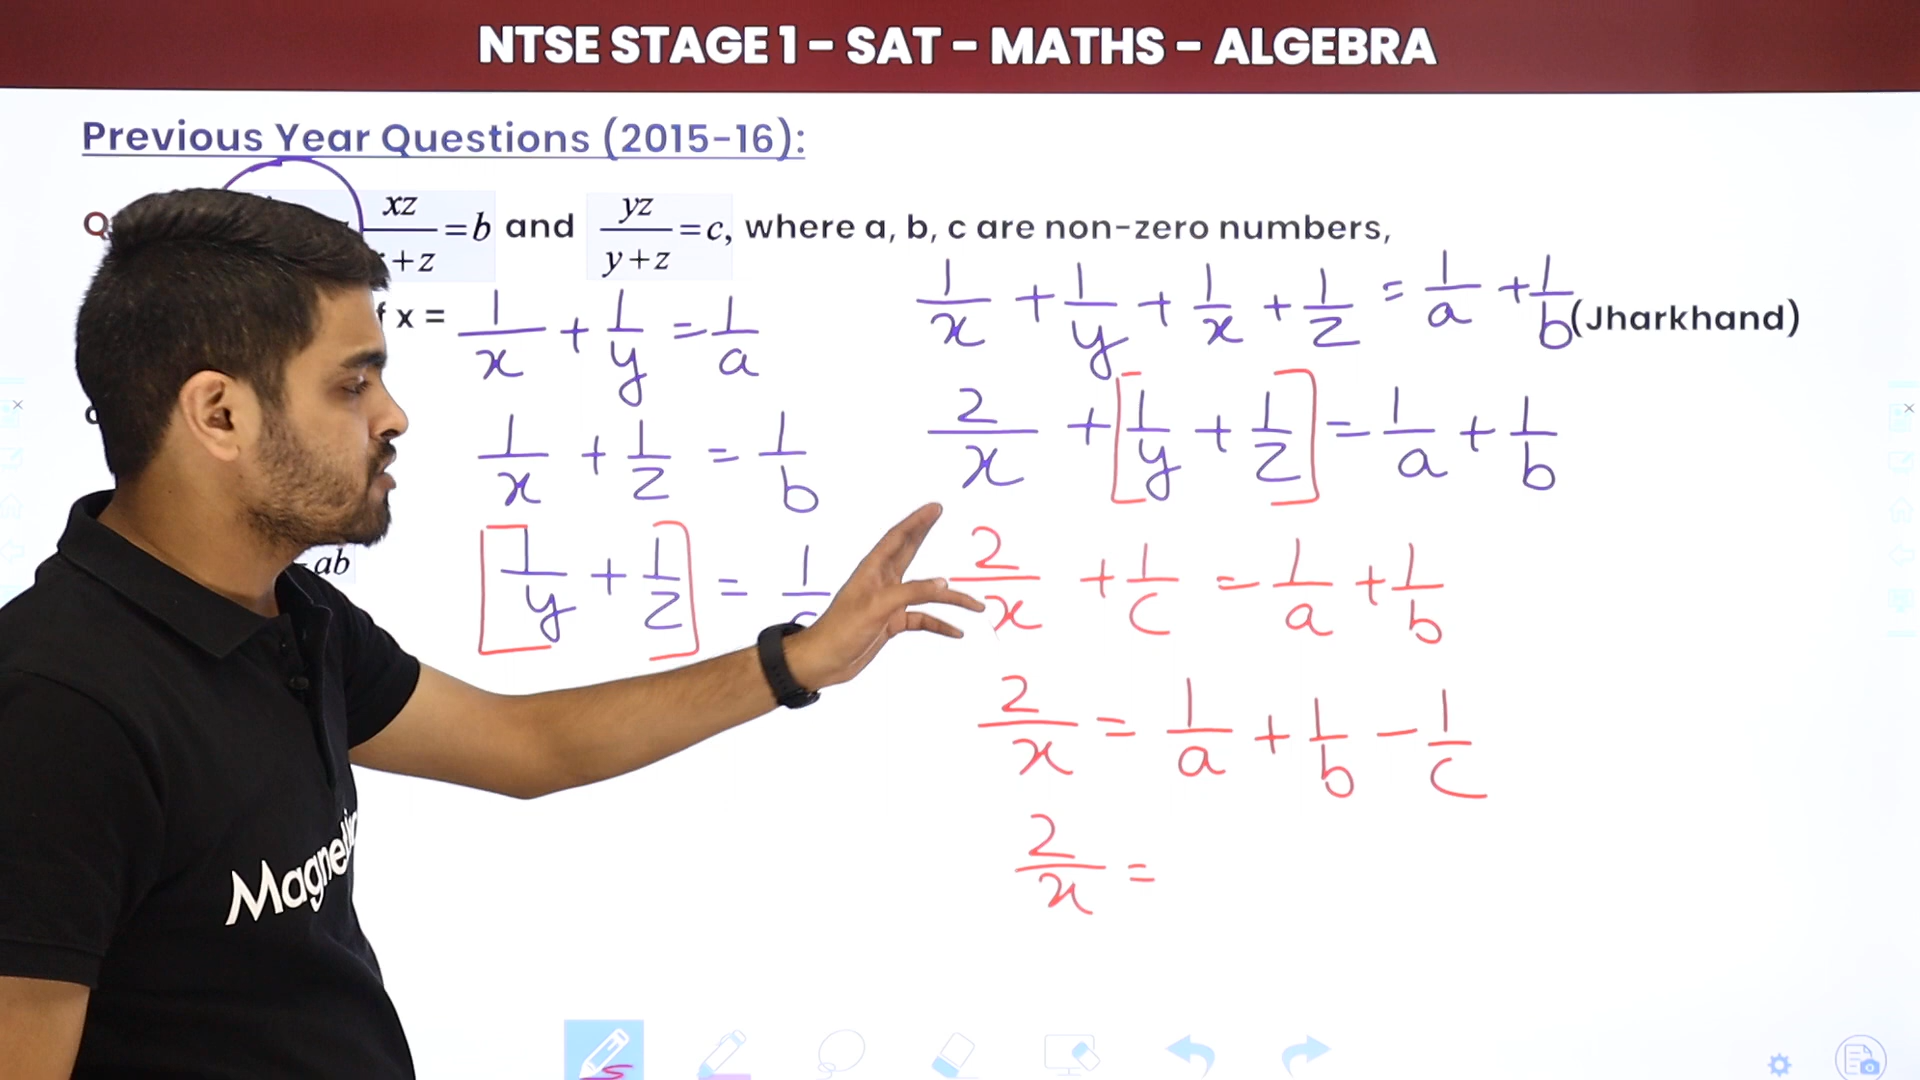 NTSE STAGE 1 - SAT - MATHS - ALGEBRA
Previous Year Questions (2015-16):
Q
xz/x+z = b and yz/y+z = c, where a, b, c are non-zero numbers,
f x =
(Jharkhand)
1/x + 1/y = 1/a
1/x + 1/z = 1/b
[1/y + 1/z] = 1/c
-ab
1/x + 1/y + 1/x + 1/z = 1/a + 1/b
2/x + [1/y + 1/z] = 1/a + 1/b
2/x + 1/c = 1/a + 1/b
2/x = 1/a + 1/b - 1/c
2/x =